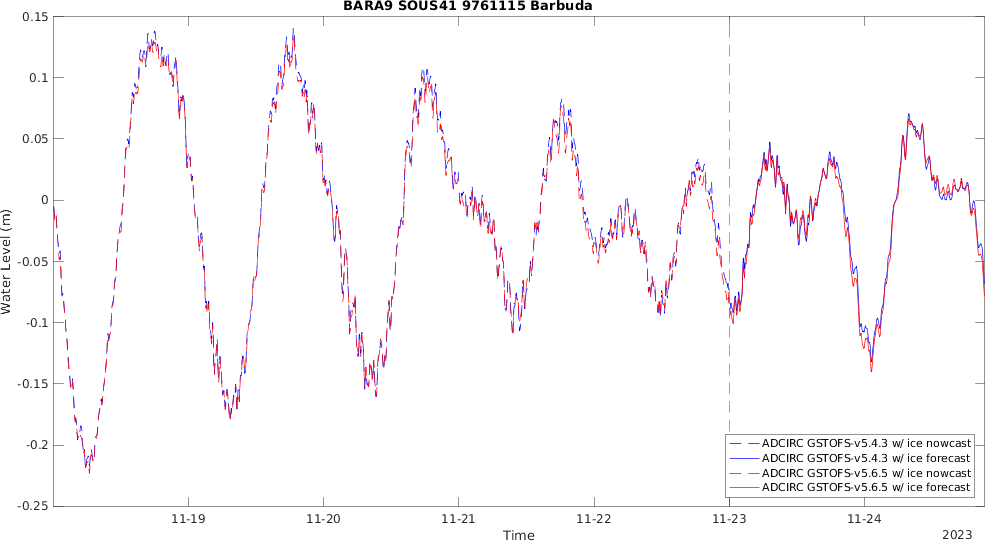 BARA9 SOUS41 9761115 Barbuda
0.15
0.1
0.05
0
-0.05
-0.1
-0.15
-0.2
-0.25
Water Level (m)
ADCIRC GSTOFS-v5.4.3 w/ ice nowcast
ADCIRC GSTOFS-v5.4.3 w/ ice forecast
ADCIRC GSTOFS-v5.6.5 w/ ice nowcast
ADCIRC GSTOFS-v5.6.5 w/ ice forecast
11-19 11-20 11-21 11-22 11-23 11-24
Time
2023